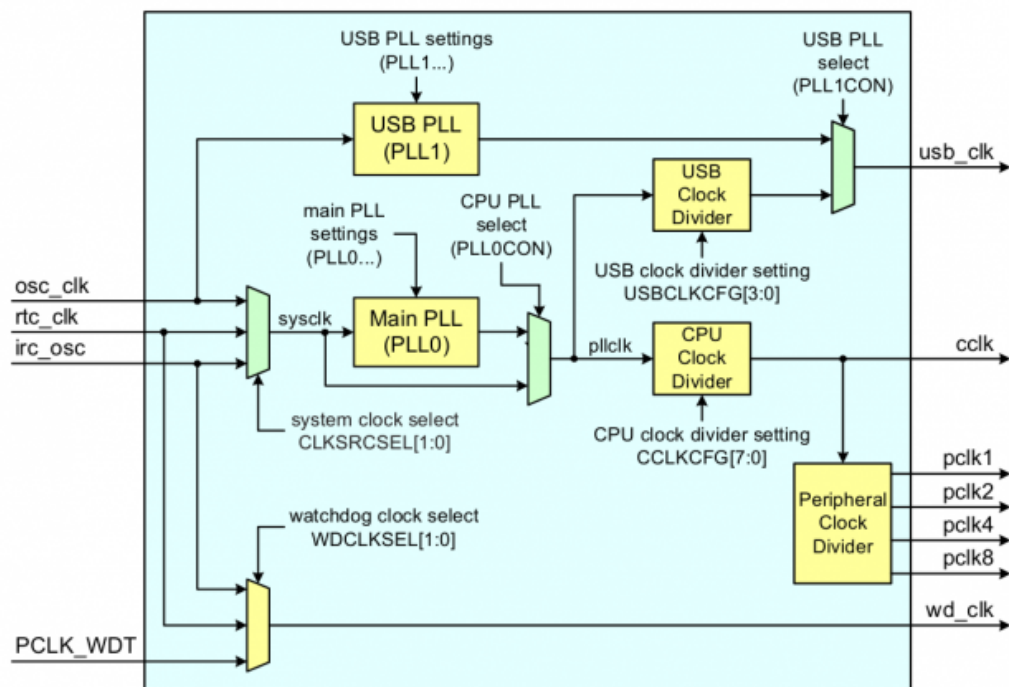 USB PLL settings
(PLL1...)
USB PLL
select
(PLL1CON)
USB PLL
(PLL1)
usb_clk
USB
Clock
Divider
main PLL
settings
(PLL0...)
CPU PLL
select
(PLL0CON)
USB clock divider setting
USBCLKCFG[3:0]
osc_clk
rtc_clk
irc_osc
sysclk
Main PLL
(PLL0)
pllclk
CPU
Clock
Divider
cclk
system clock select
CLKSRCSEL[1:0]
CPU clock divider setting
CCLKCFG[7:0]
Peripheral
Clock
Divider
pclk1
pclk2
pclk4
pclk8
watchdog clock select
WDCLKSEL[1:0]
PCLK_WDT
wd_clk